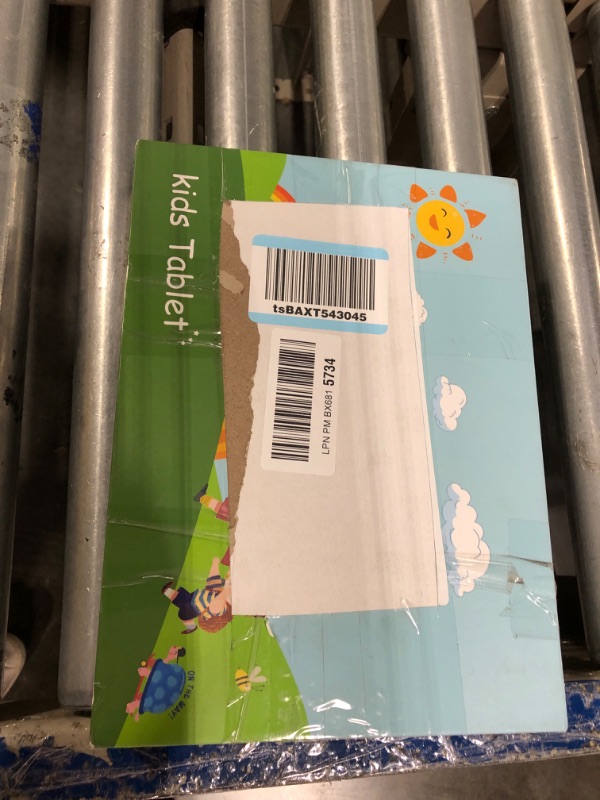 kids Tablet
tsBAXT543045
LPN PM BX681 5734
ON THE WAY!